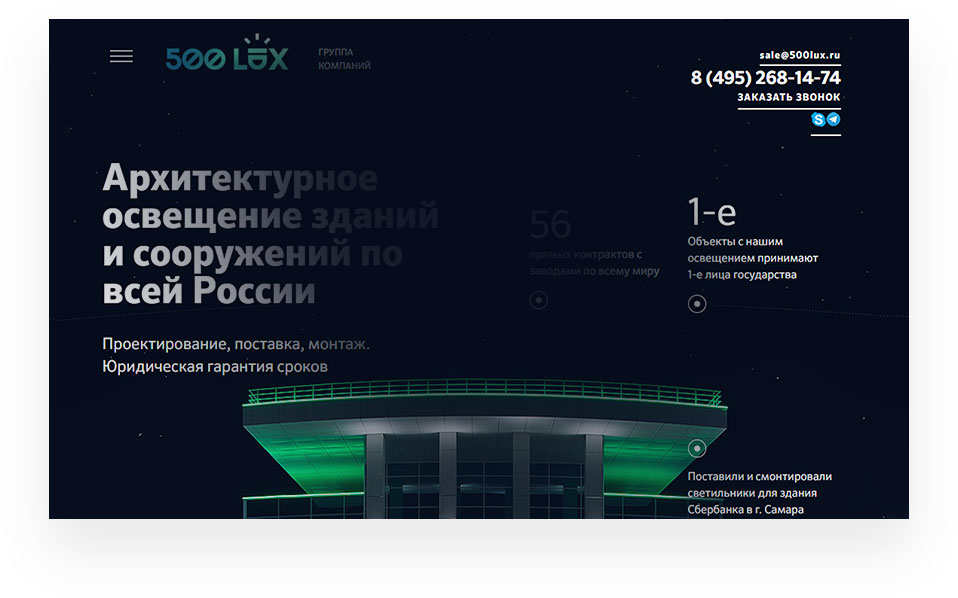 500 LUX
ГРУППА
КОМПАНИЙ
sale@500lux.ru
8 (495) 268-14-74
ЗАКАЗАТЬ ЗВОНОК
Архитектурное
освещение зданий
и сооружений по
всей России
Проектирование, поставка, монтаж.
Юридическая гарантия сроков
56
прямых контрактов с
заводами по всему миру
1-е
Объекты с нашим
освещением принимают
1-е лица государства
Поставили и смонтировали
светильники для здания
Сбербанка в г. Самара